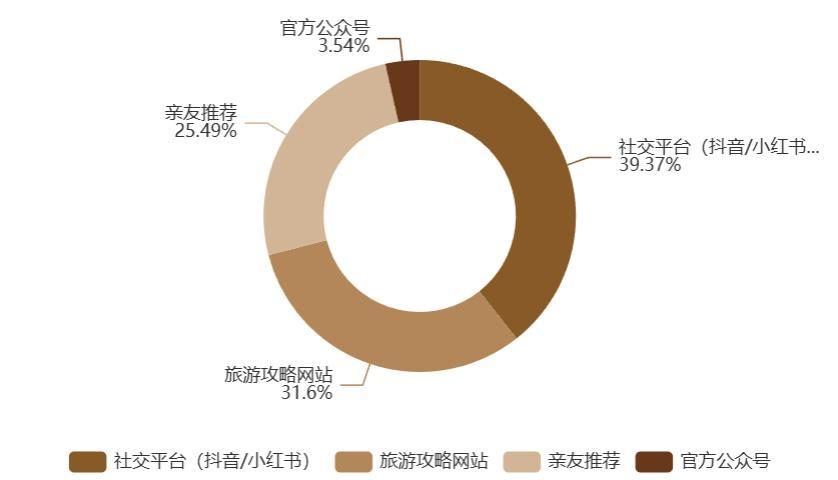 官方公众号
3.54%
亲友推荐
25.49%
社交平台（抖音/小红书...
39.37%
旅游攻略网站
31.6%
社交平台（抖音/小红书） 旅游攻略网站 亲友推荐 官方公众号